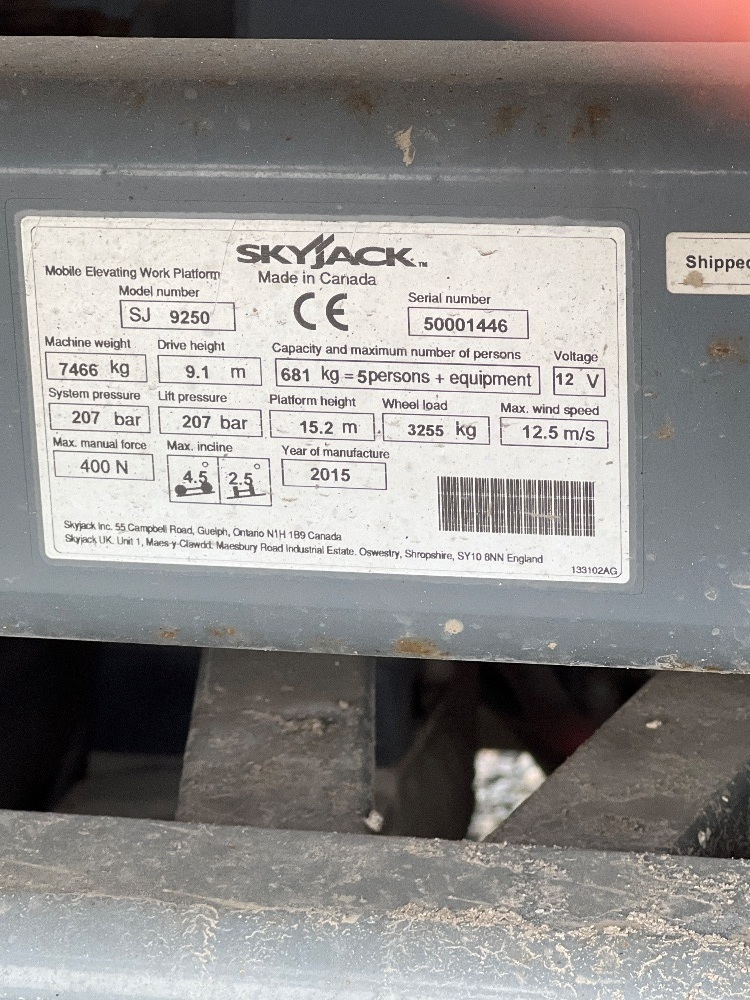 SKYJACK™
Mobile Elevating Work Platform
Made in Canada
Model number
SJ 9250
CE
Serial number
50001446
Machine weight
7466 kg
Drive height
9.1 m
Capacity and maximum number of persons
681 kg = 5persons + equipment
Voltage
12 V
System pressure
207 bar
Lift pressure
207 bar
Platform height
15.2 m
Wheel load
3255 kg
Max. wind speed
12.5 m/s
Max. manual force
400 N
Max. incline
4.5° 2.5°
Year of manufacture
2015
Skyjack Inc. 55 Campbell Road, Guelph, Ontario N1H 1B9 Canada
Skyjack UK. Unit 1, Maes-y-Clawdd. Maesbury Road Industrial Estate. Oswestry, Shropshire, SY10 8NN England
133102AG
Shipped